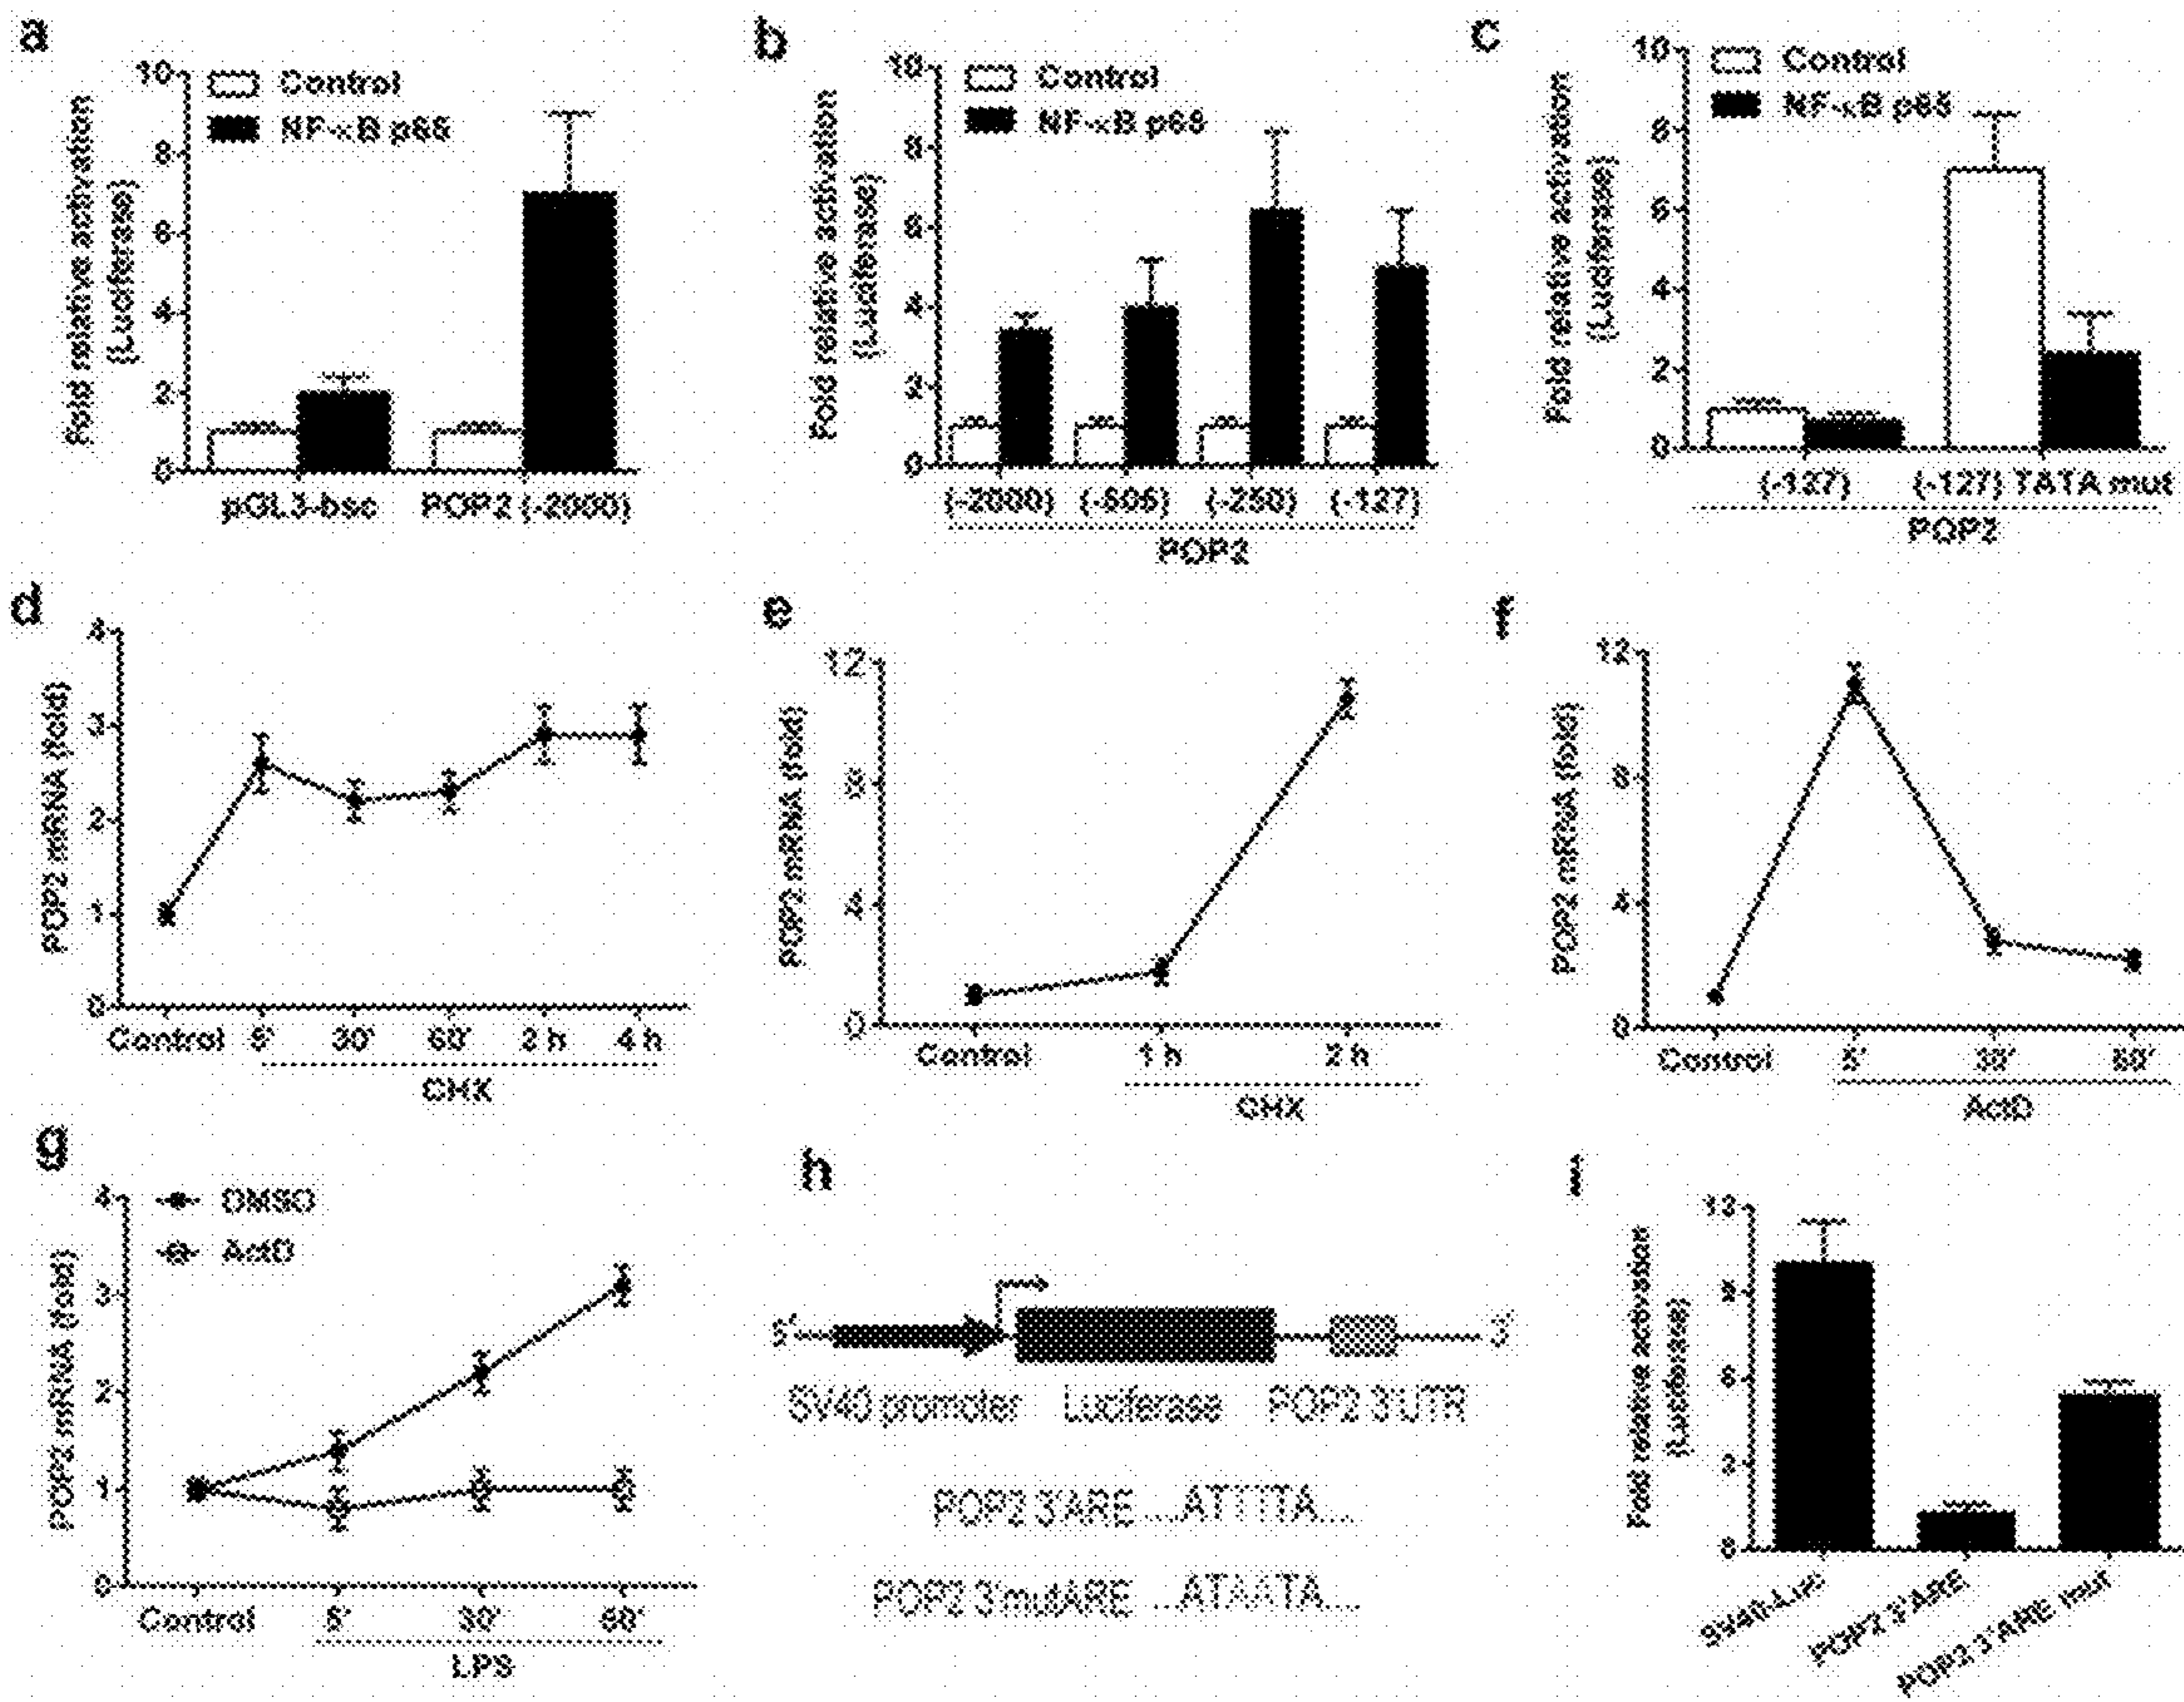 a
10
8
6
4
2
0
Fold relative activation
(Luciferase)
Control
NF-κB p65
pGL3-bsc POP2 (-2000)
b
10
8
6
4
2
0
Fold relative activation
(Luciferase)
Control
NF-κB p65
(-2000) (-605) (-250) (-127)
POP2
c
10
8
6
4
2
0
Fold relative activation
(Luciferase)
Control
NF-κB p65
(-127) (-127) TATA mut
POP2
d
4
3
2
1
0
POP2 mRNA (fold)
Control 5' 30' 60' 2 h 4 h
CHX
e
12
8
4
0
POP2 mRNA (fold)
Control 1 h 2 h
CHX
f
12
8
4
0
POP2 mRNA (fold)
Control 5' 30' 60'
ActD
g
4
3
2
1
0
POP2 mRNA (fold)
DMSO
ActD
Control 5' 30' 60'
LPS
h
5' 3'
SV40 promoter Luciferase POP2 3'UTR
POP2 3'ARE ....ATTTTA....
POP2 3'mutARE ....ATAATA....
i
12
9
6
3
0
Fold relative activation
(Luciferase)
SV40-Luc POP2 3'ARE POP2 3'ARE mut